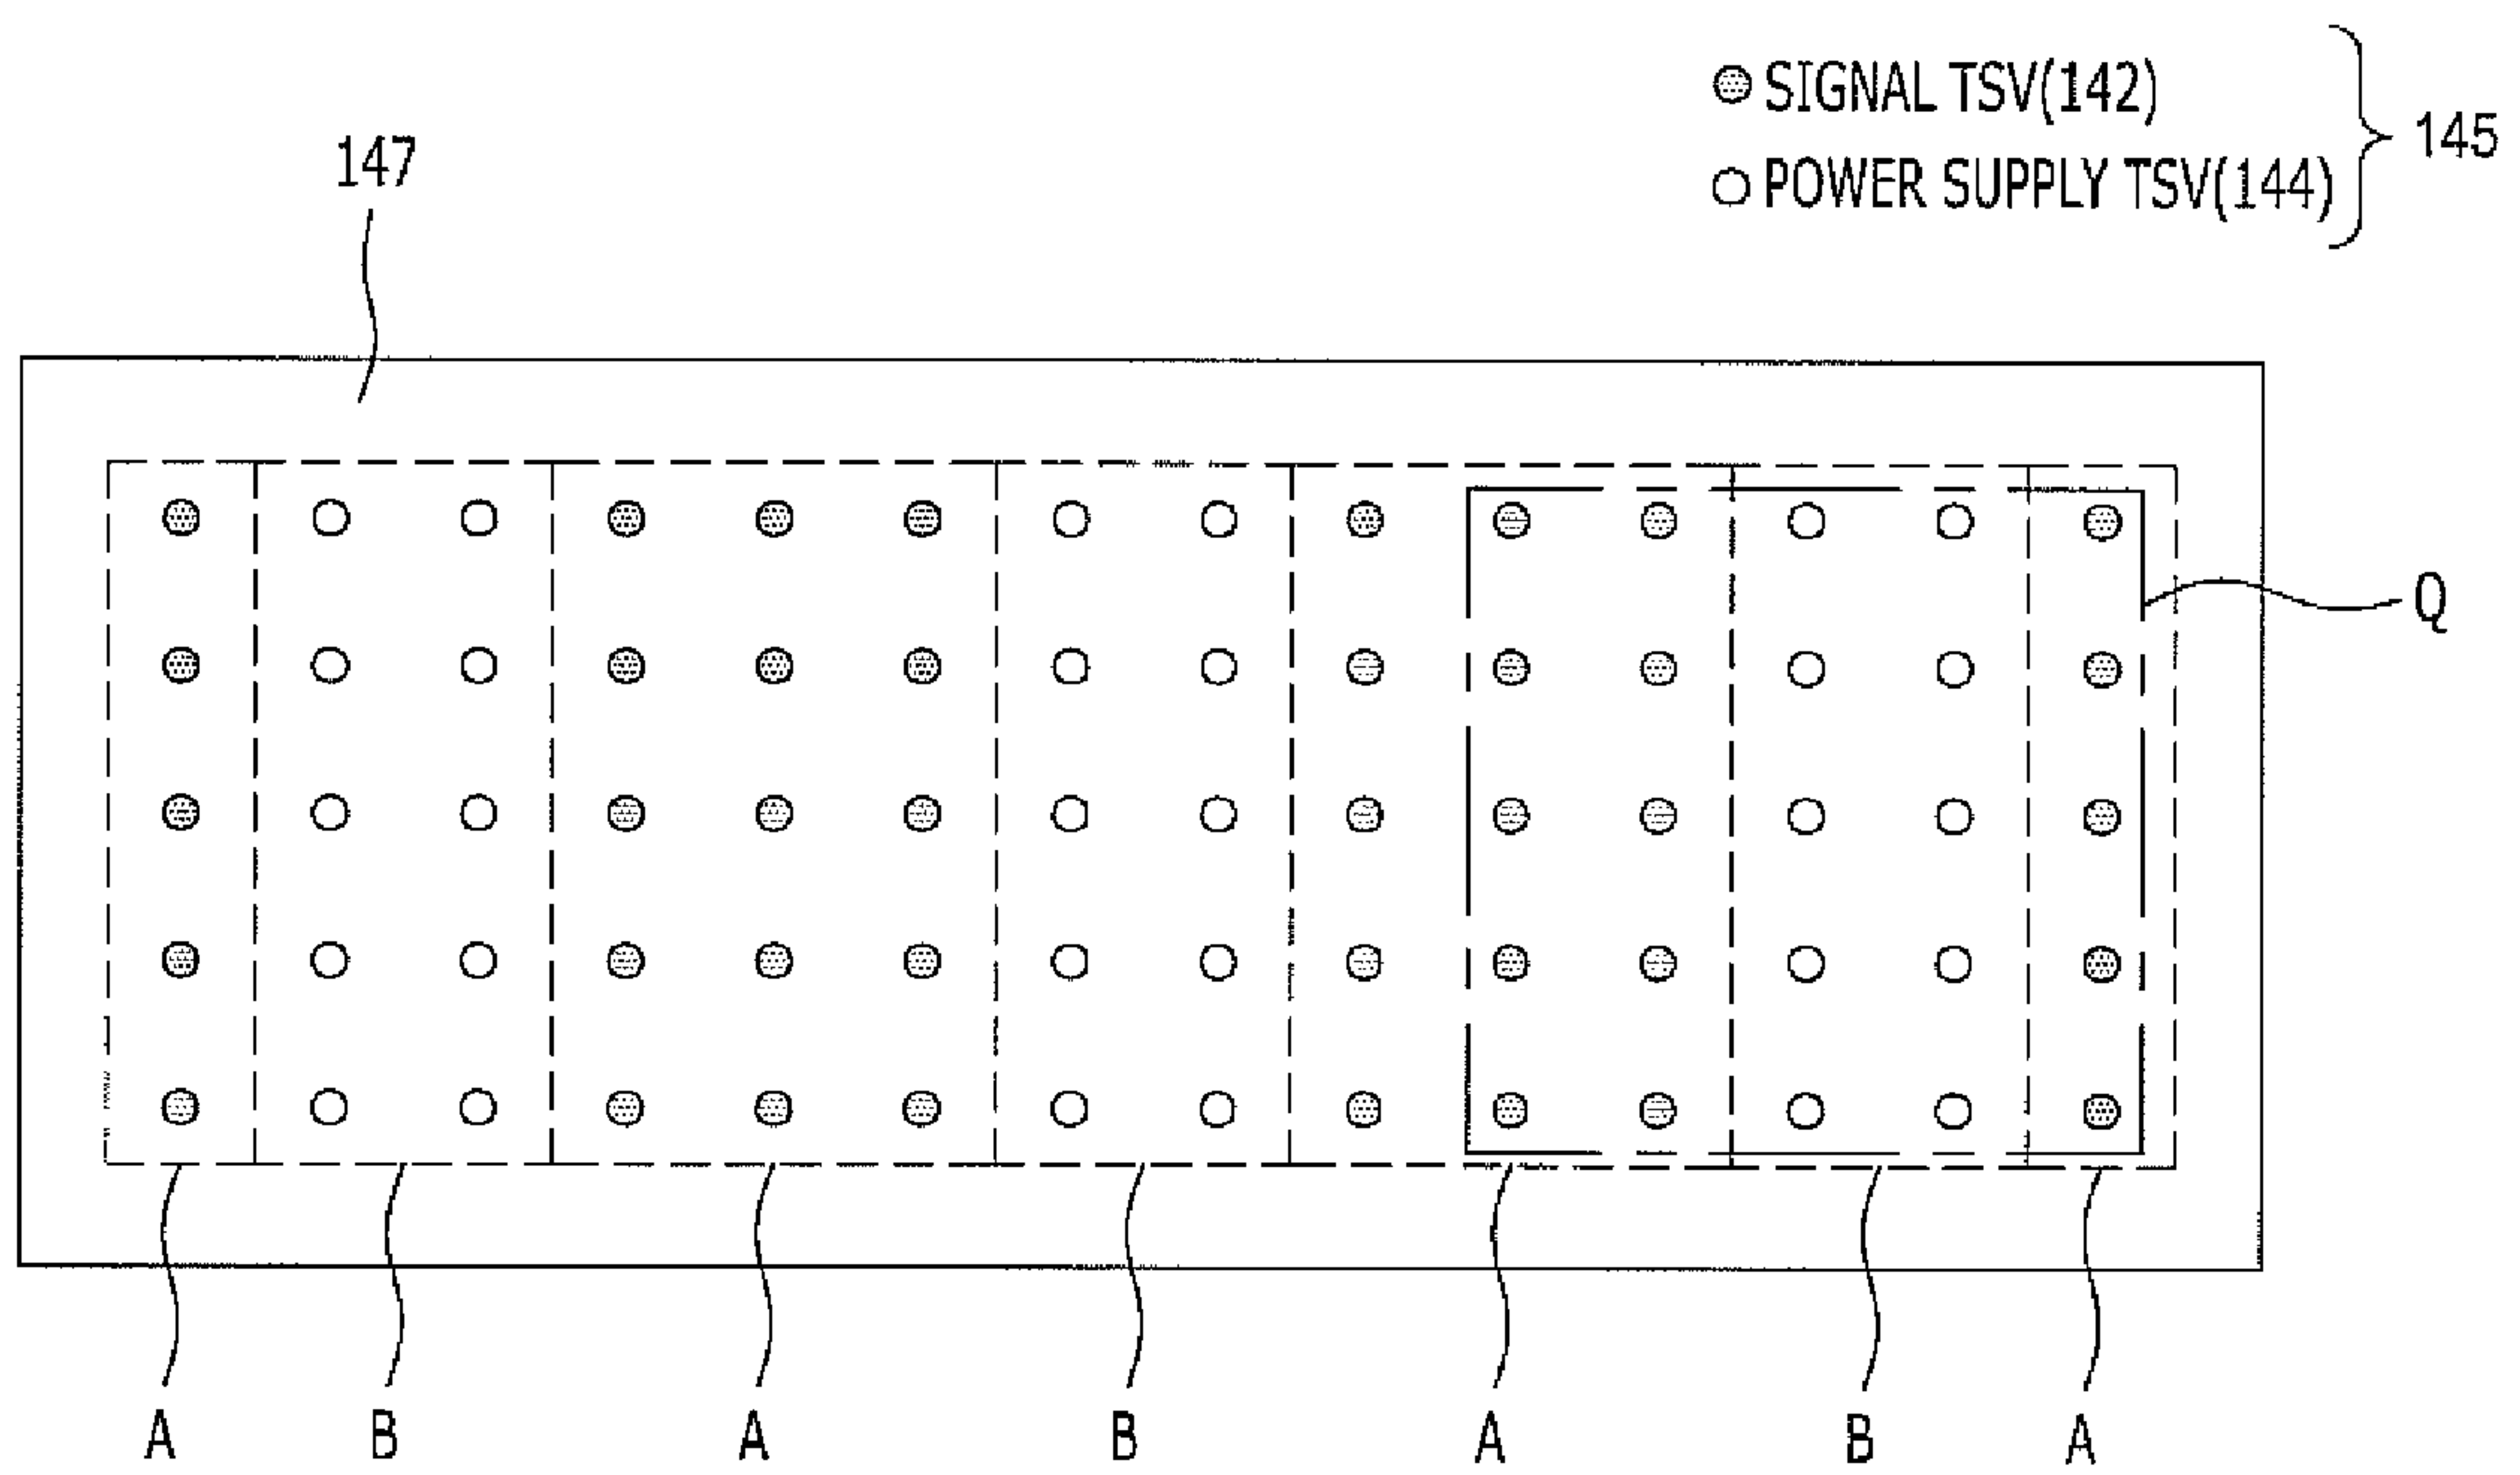 SIGNAL TSV(142)
145
POWER SUPPLY TSV(144)
147
Q
A B A B A B A